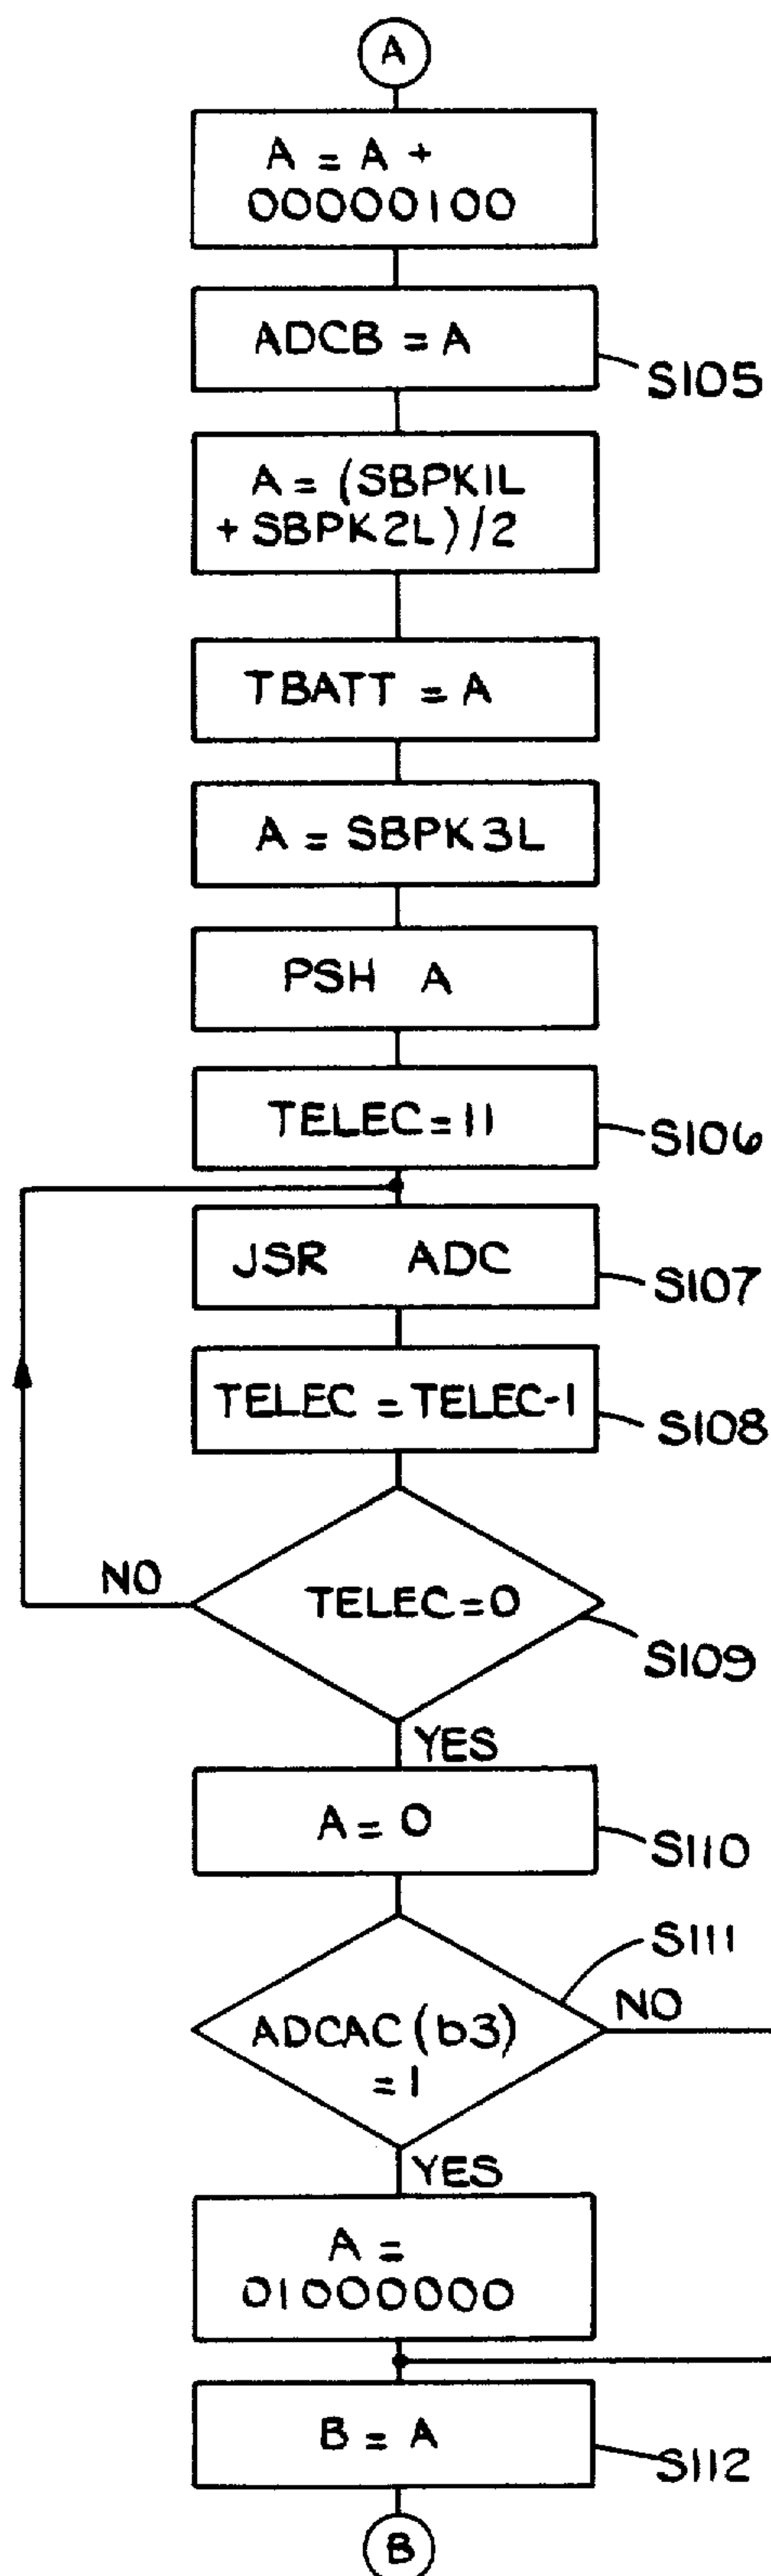 A
A = A +
00000100
ADCB = A
S105
A = (SBPK1L
+ SBPK2L)/2
TBATT = A
A = SBPK3L
PSH A
TELEC=11
S106
JSR ADC
S107
TELEC = TELEC-1
S108
NO
TELEC=0
S109
YES
A = 0
S110
S111
NO
ADCAC(b3)
=1
YES
A =
01000000
B = A
S112
B